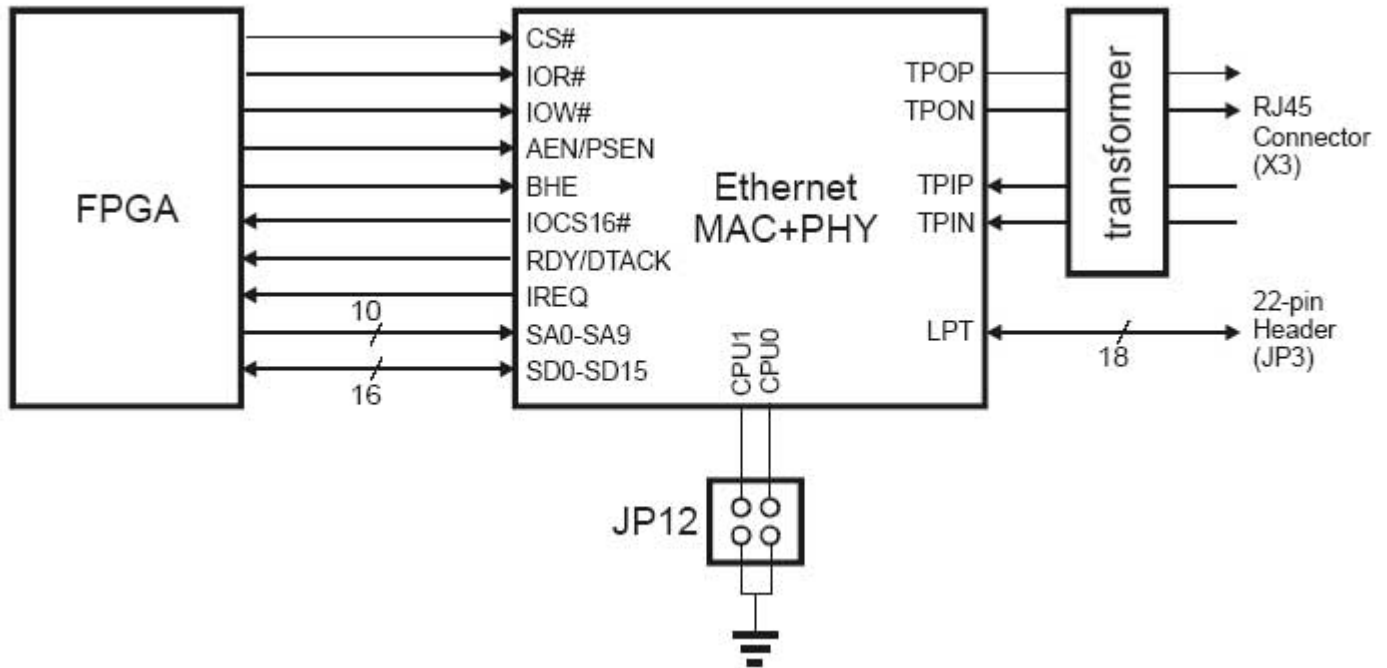 FPGA
CS#
IOR#
IOW#
AEN/PSEN
BHE
IOCS16#
RDY/DTACK
IREQ
10
SA0-SA9
SD0-SD15
16
Ethernet
MAC+PHY
CPU1
CPU0
TPOP
TPON
TPIP
TPIN
LPT
transformer
RJ45
Connector
(X3)
18
22-pin
Header
(JP3)
JP12